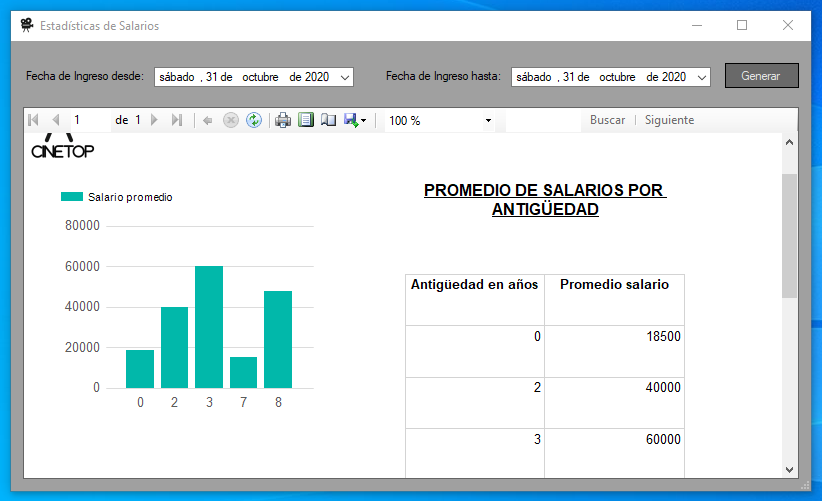 Estadísticas de Salarios
Fecha de Ingreso desde: sábado , 31 de octubre de 2020 Fecha de Ingreso hasta: sábado , 31 de octubre de 2020 Generar
1 de 1 100 % Buscar | Siguiente
CINETOP
Salario promedio
80000
60000
40000
20000
0
0 2 3 7 8
PROMEDIO DE SALARIOS POR
ANTIGÜEDAD
Antigüedad en años Promedio salario
0 18500
2 40000
3 60000